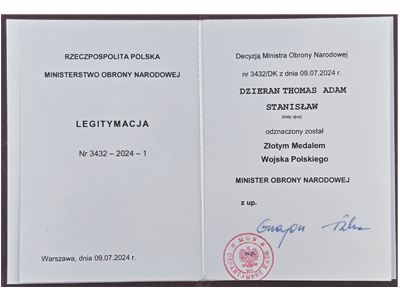 RZECZPOSPOLITA POLSKA
MINISTERSTWO OBRONY NARODOWEJ
LEGITYMACJA
Nr 3432 – 2024 – 1
Warszawa, dnia 09.07.2024 r.
Decyzją Ministra Obrony Narodowej
nr 3432/DK z dnia 09.07.2024 r.
DZIERAN THOMAS ADAM
STANISŁAW
(imię ojca)
odznaczony został
Złotym Medalem
Wojska Polskiego
MINISTER OBRONY NARODOWEJ
z up.